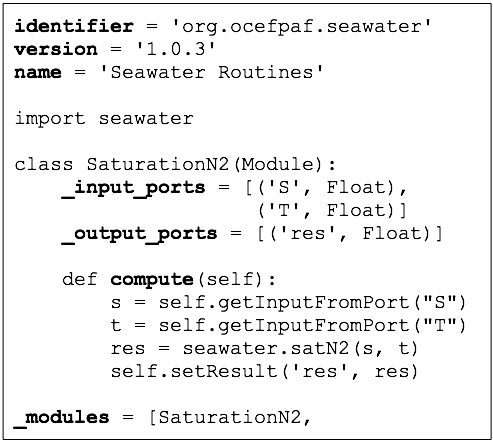 identifier = 'org.ocefpaf.seawater'
version = '1.0.3'
name = 'Seawater Routines'

import seawater

class SaturationN2(Module):
    _input_ports = [('S', Float),
                    ('T', Float)]
    _output_ports = [('res', Float)]

    def compute(self):
        s = self.getInputFromPort("S")
        t = self.getInputFromPort("T")
        res = seawater.satN2(s, t)
        self.setResult('res', res)

_modules = [SaturationN2,